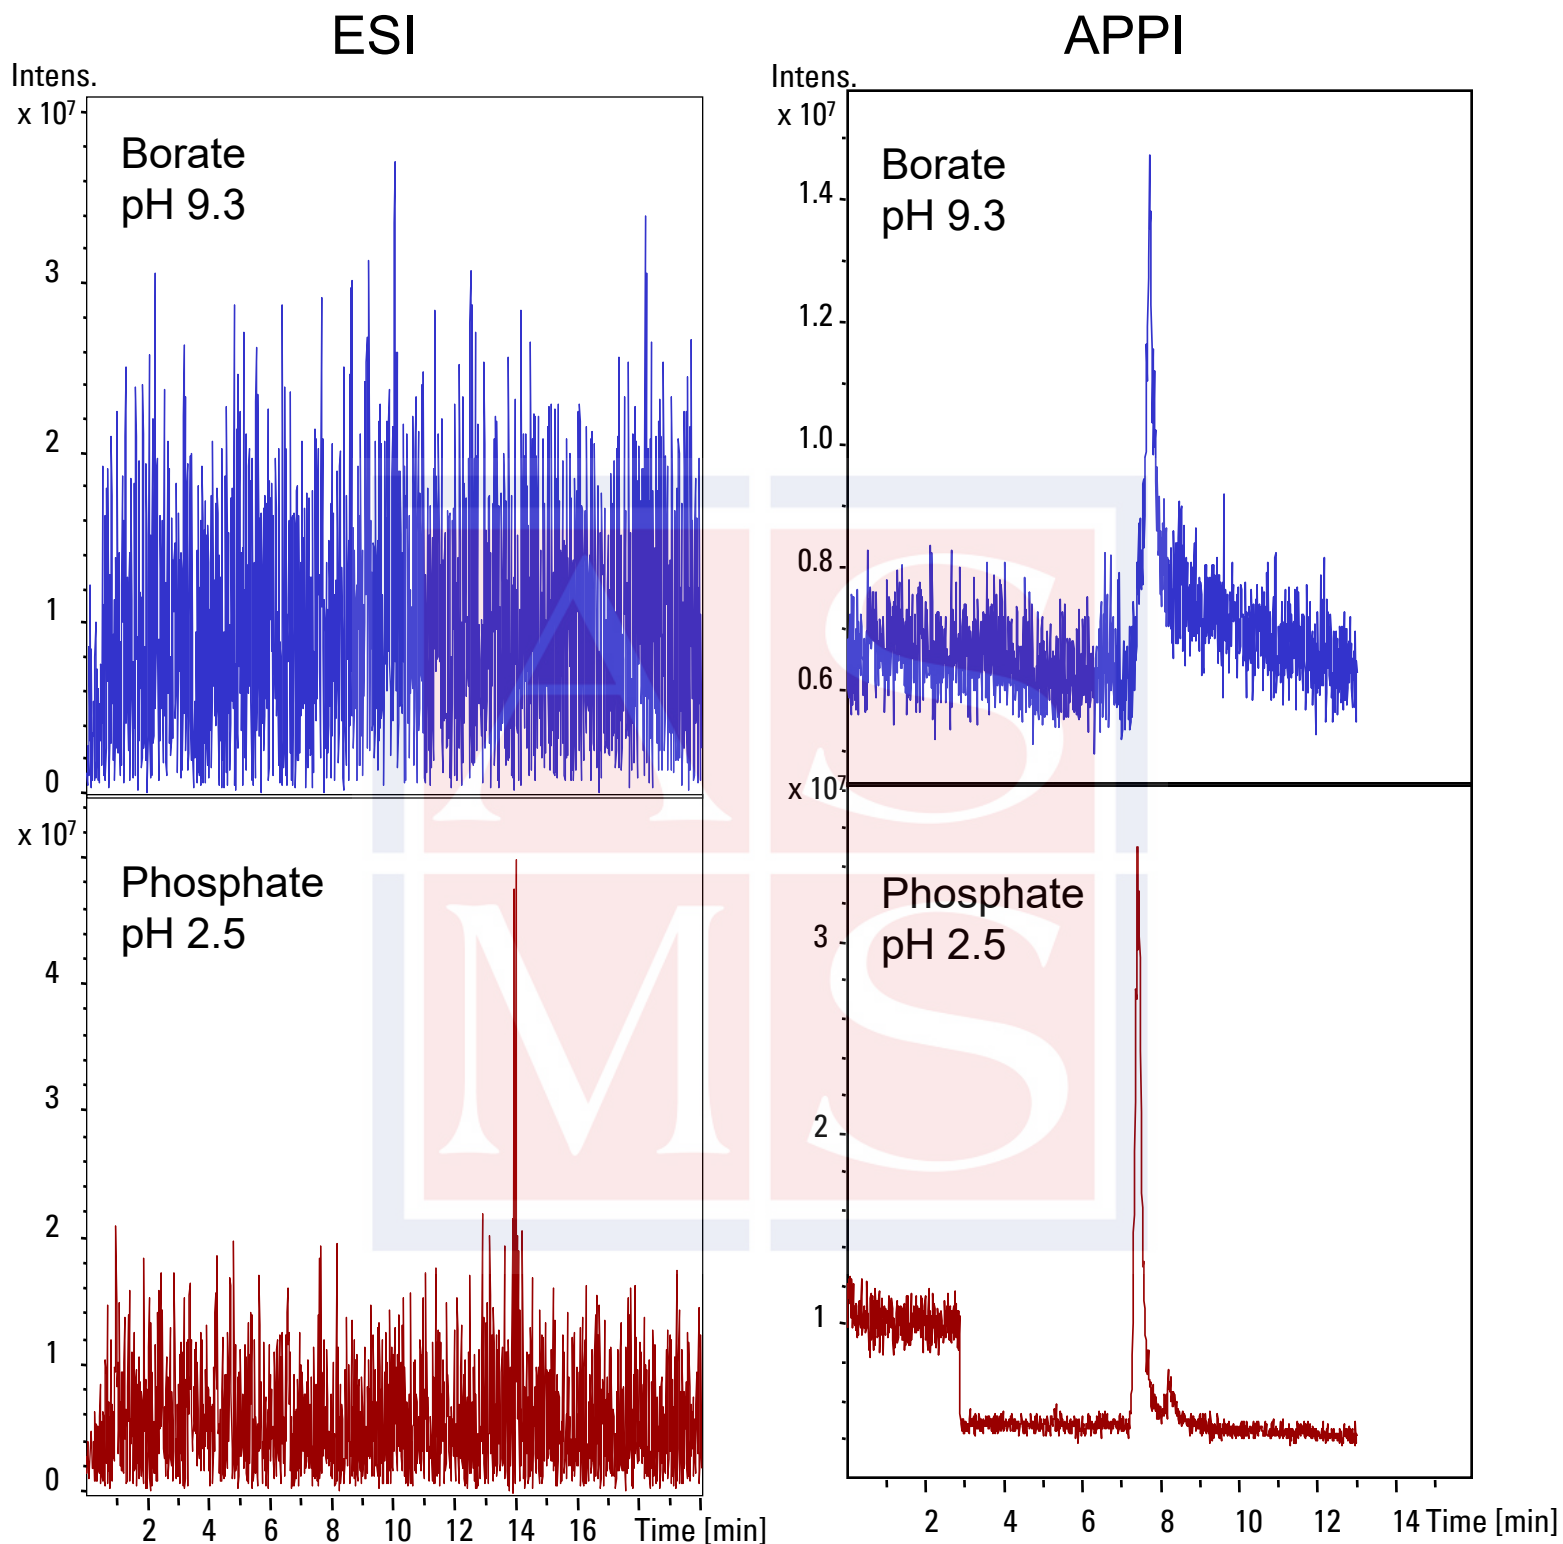 ESI
Intens.
x 10⁷
Borate
pH 9.3
3
2
1
0
x 10⁷
Phosphate
pH 2.5
4
3
2
1
0
2 4 6 8 10 12 14 16 Time [min]
APPI
Intens.
x 10⁷
Borate
pH 9.3
1.4
1.2
1.0
0.8
0.6
x 10⁷
Phosphate
pH 2.5
3
2
1
2 4 6 8 10 12 14 Time [min]
A S
M S